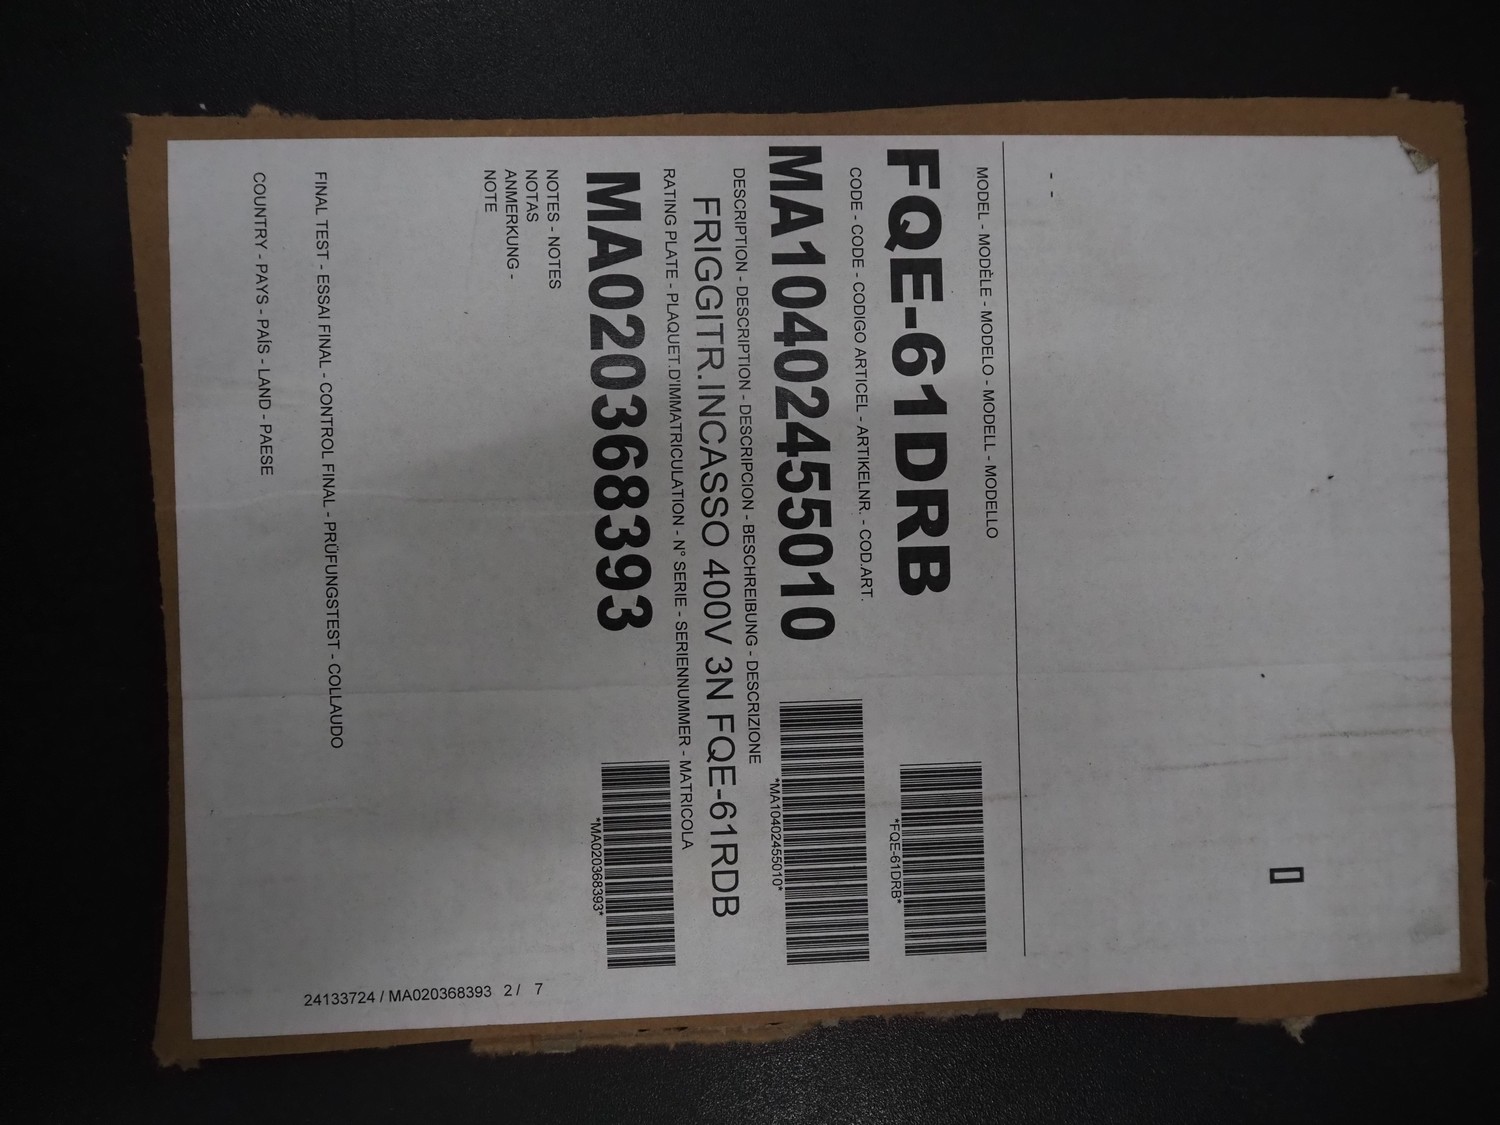 - -
MODEL - MODÈLE - MODELO - MODELL - MODELLO
FQE-61DRB
*FQE-61DRB*
CODE - CODE - CODIGO ARTICEL - ARTIKELNR. - COD.ART.
MA10402455010
*MA10402455010*
DESCRIPTION - DESCRIPTION - DESCRIPCION - BESCHREIBUNG - DESCRIZIONE
FRIGGITR.INCASSO 400V 3N FQE-61RDB
RATING PLATE - PLAQUET.D'IMMATRICULATION - N° SERIE - SERIENNUMMER - MATRICOLA
MA020368393
*MA020368393*
NOTES - NOTES
NOTAS
ANMERKUNG -
NOTE
FINAL TEST - ESSAI FINAL - CONTROL FINAL - PRÜFUNGSTEST - COLLAUDO
COUNTRY - PAYS - PAÍS - LAND - PAESE
24133724 / MA020368393 2 / 7